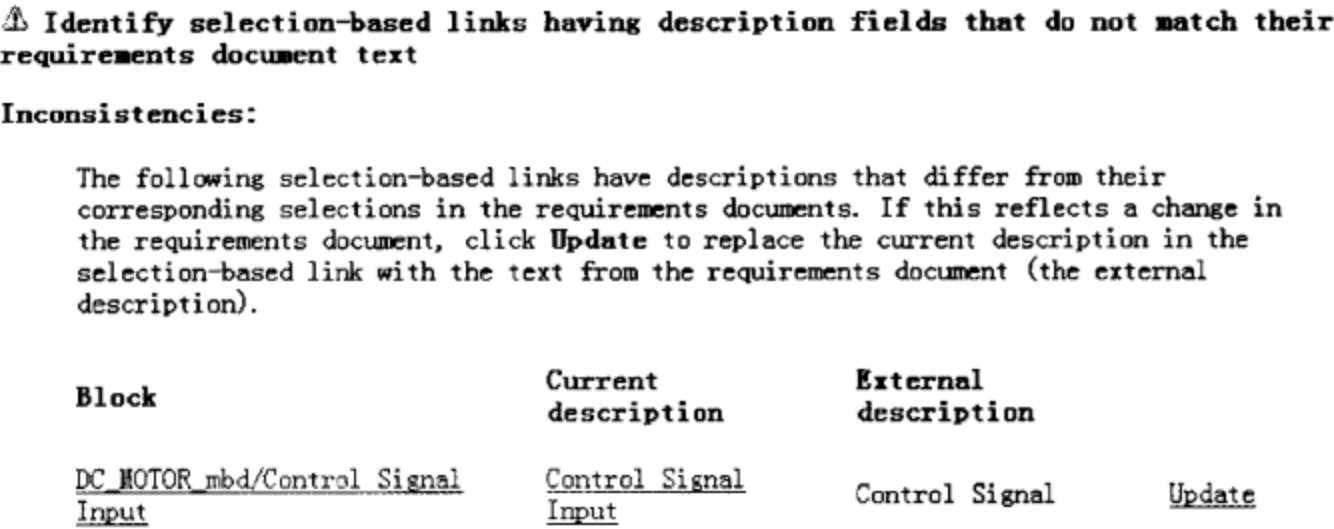 ⚠ Identify selection-based links having description fields that do not match their
requirements document text
Inconsistencies:
The following selection-based links have descriptions that differ from their
corresponding selections in the requirements documents. If this reflects a change in
the requirements document, click Update to replace the current description in the
selection-based link with the text from the requirements document (the external
description).
Block Current description External description
DC_MOTOR_mbd/Control Signal Input Control Signal Input Control Signal Update